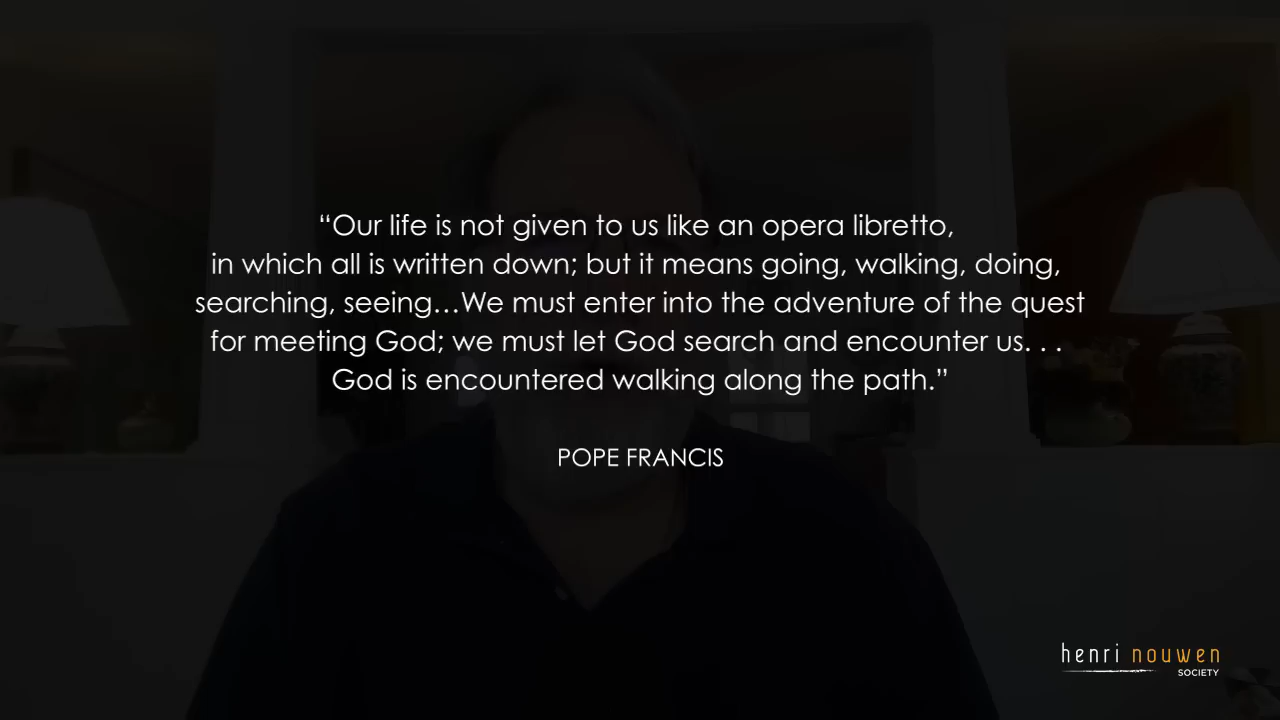 “Our life is not given to us like an opera libretto,
in which all is written down; but it means going, walking, doing,
searching, seeing…We must enter into the adventure of the quest
for meeting God; we must let God search and encounter us. . .
God is encountered walking along the path.”
POPE FRANCIS
henri nouwen
SOCIETY